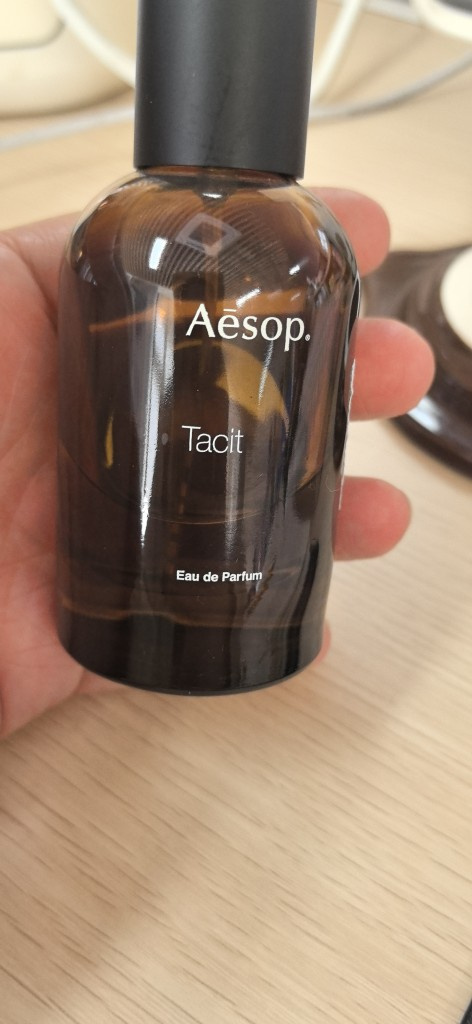 Aēsop.
Tacit
Eau de Parfum